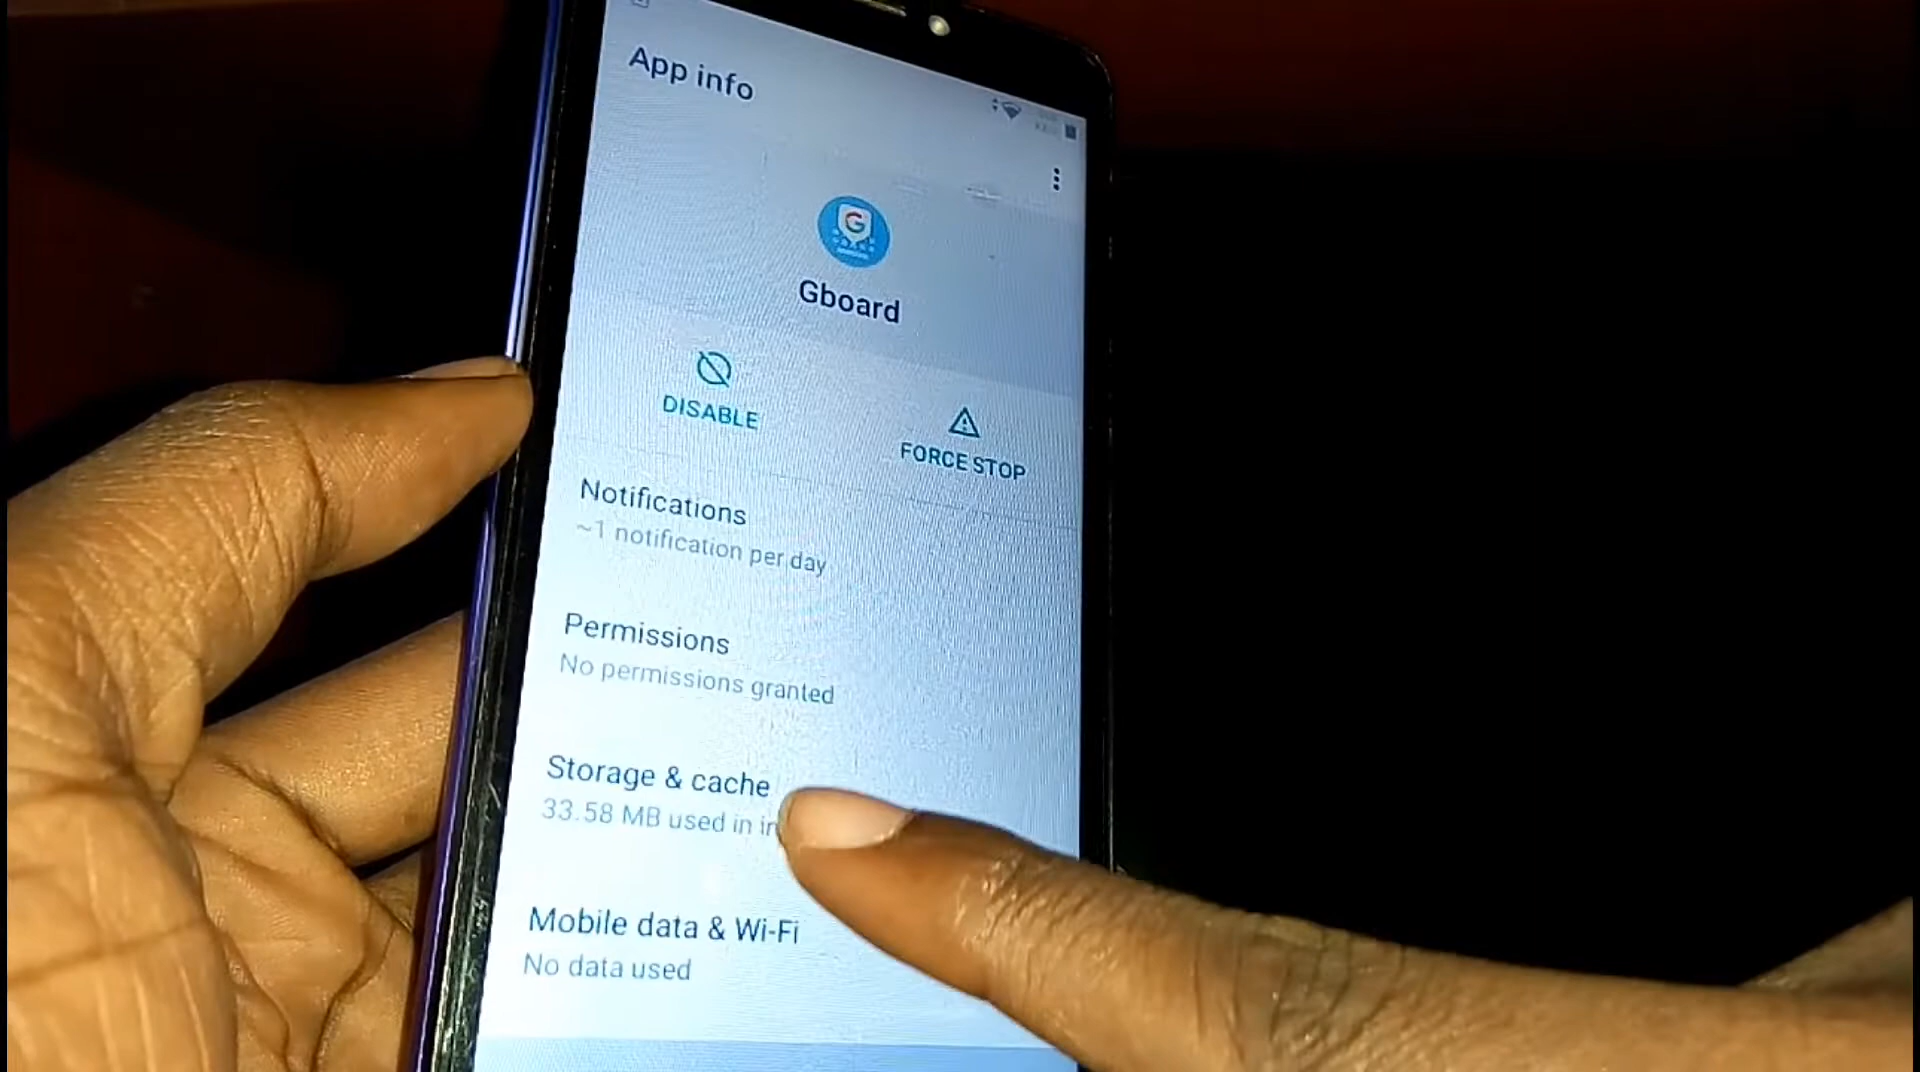 App info
Gboard
DISABLE
FORCE STOP
Notifications
~1 notification per day
Permissions
No permissions granted
Storage & cache
33.58 MB used in
Mobile data & Wi-Fi
No data used